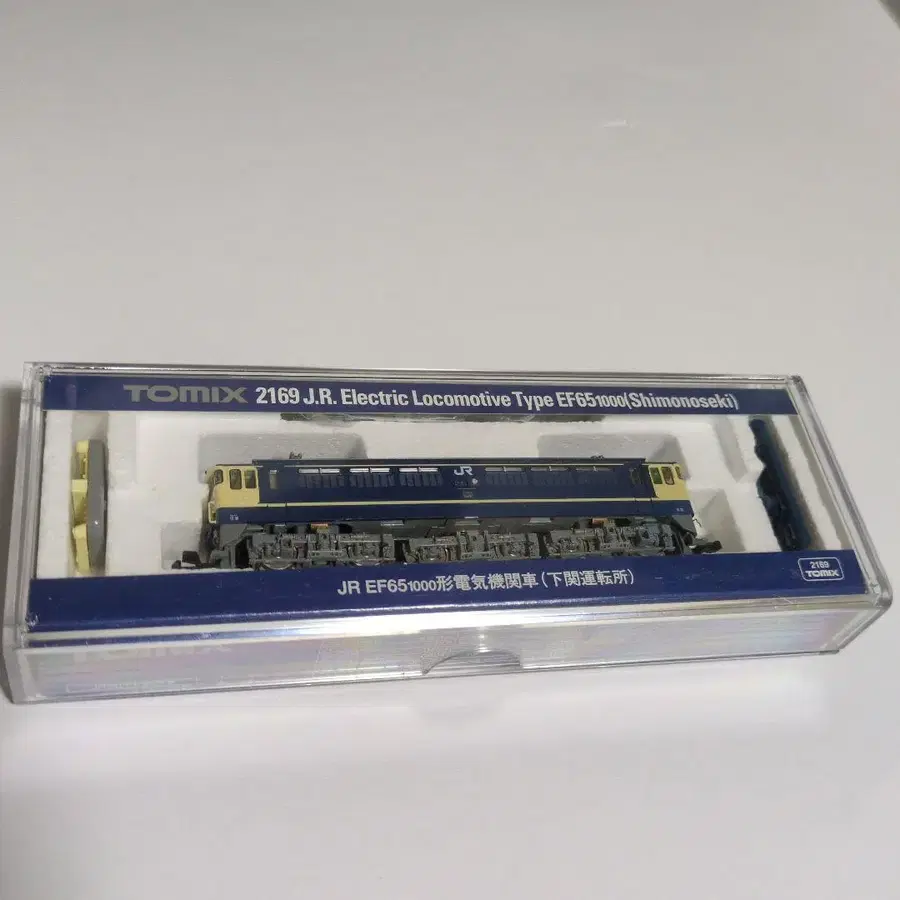 TOMIX 2169 J.R. Electric Locomotive Type EF651000(Shimonoseki)
JR
JR EF651000形電気機関車(下関運転所)
2169
TOMIX